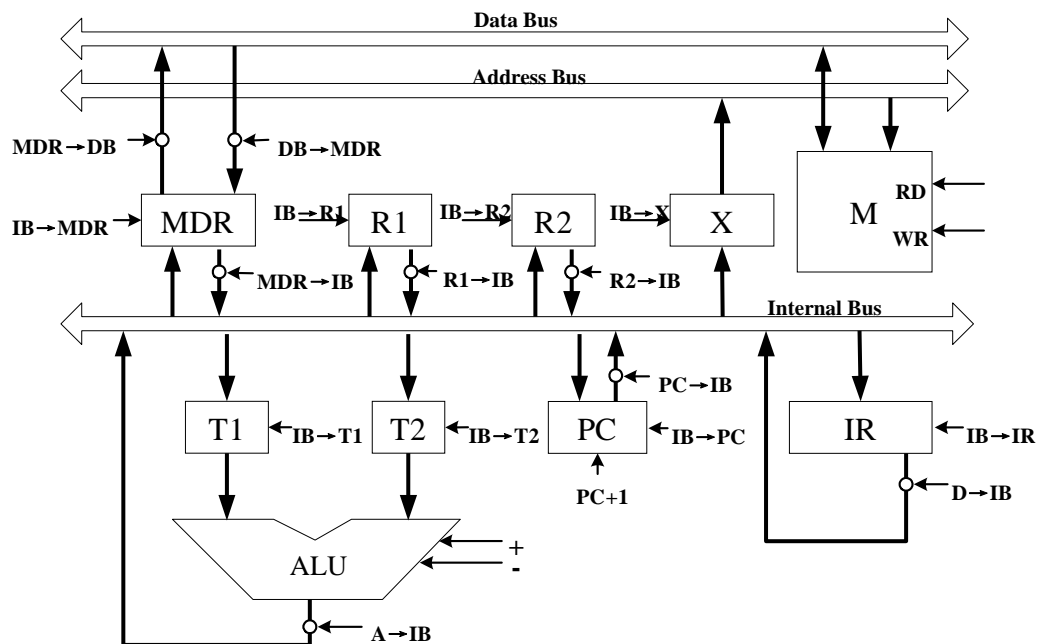 Data Bus
Address Bus
MDR→DB
DB→MDR
RD
WR
M
IB→MDR
MDR
IB→R1
R1
IB→R2
R2
IB→X
X
MDR→IB
R1→IB
R2→IB
Internal Bus
PC→IB
T1
IB→T1
T2
IB→T2
PC
IB→PC
IR
IB→IR
PC+1
D→IB
ALU
+
-
A→IB